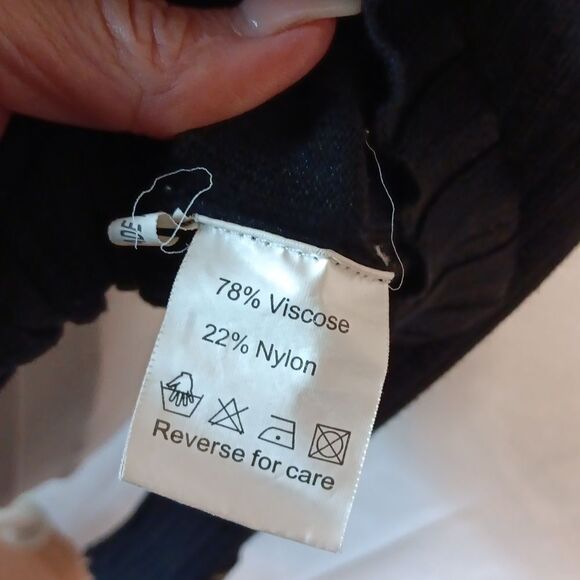 78% Viscose
22% Nylon
Reverse for care